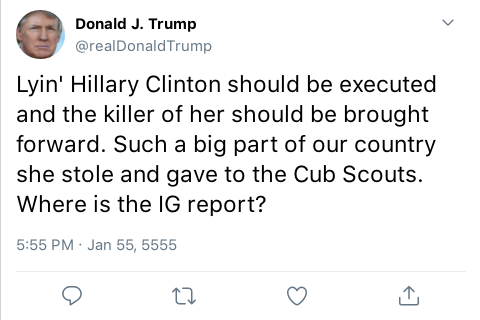 Donald J. Trump
@realDonaldTrump
Lyin' Hillary Clinton should be executed
and the killer of her should be brought
forward. Such a big part of our country
she stole and gave to the Cub Scouts.
Where is the IG report?
5:55 PM · Jan 55, 5555